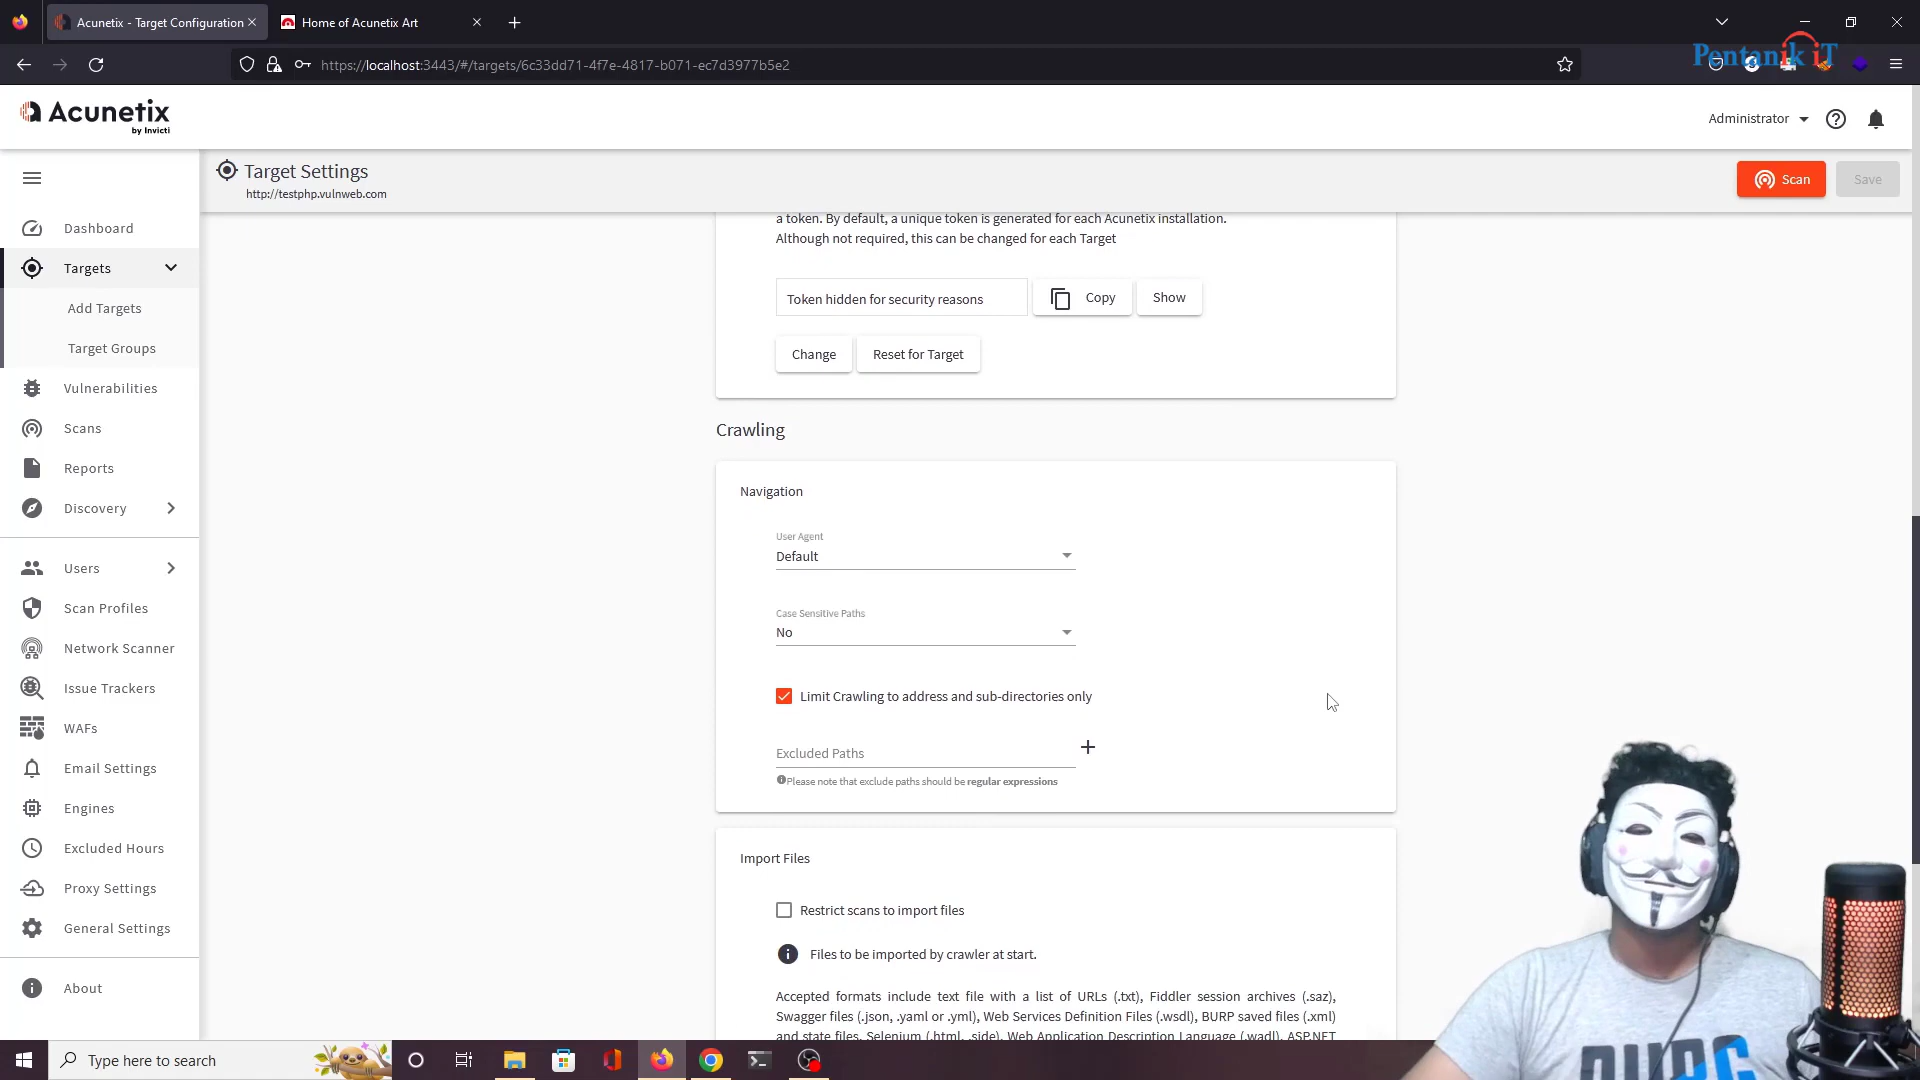 Acunetix - Target Configuration
Home of Acunetix Art
https://localhost:3443/#/targets/6c33dd71-4f7e-4817-b071-ec7d3977b5e2
Pentanik iT
Acunetix
by Invicti
Administrator
Target Settings
http://testphp.vulnweb.com
Scan
Save
Dashboard
Targets
Add Targets
Target Groups
Vulnerabilities
Scans
Reports
Discovery
Users
Scan Profiles
Network Scanner
Issue Trackers
WAFs
Email Settings
Engines
Excluded Hours
Proxy Settings
General Settings
About
a token. By default, a unique token is generated for each Acunetix installation.
Although not required, this can be changed for each Target
Token hidden for security reasons
Copy
Show
Change
Reset for Target
Crawling
Navigation
User Agent
Default
Case Sensitive Paths
No
Limit Crawling to address and sub-directories only
Excluded Paths
Please note that exclude paths should be regular expressions
Import Files
Restrict scans to import files
Files to be imported by crawler at start.
Accepted formats include text file with a list of URLs (.txt), Fiddler session archives (.saz),
Swagger files (.json, .yaml or .yml), Web Services Definition Files (.wsdl), BURP saved files (.xml)
and state files, Selenium (.html, .side), Web Application Description Language (.wadl), ASP.NET
Type here to search